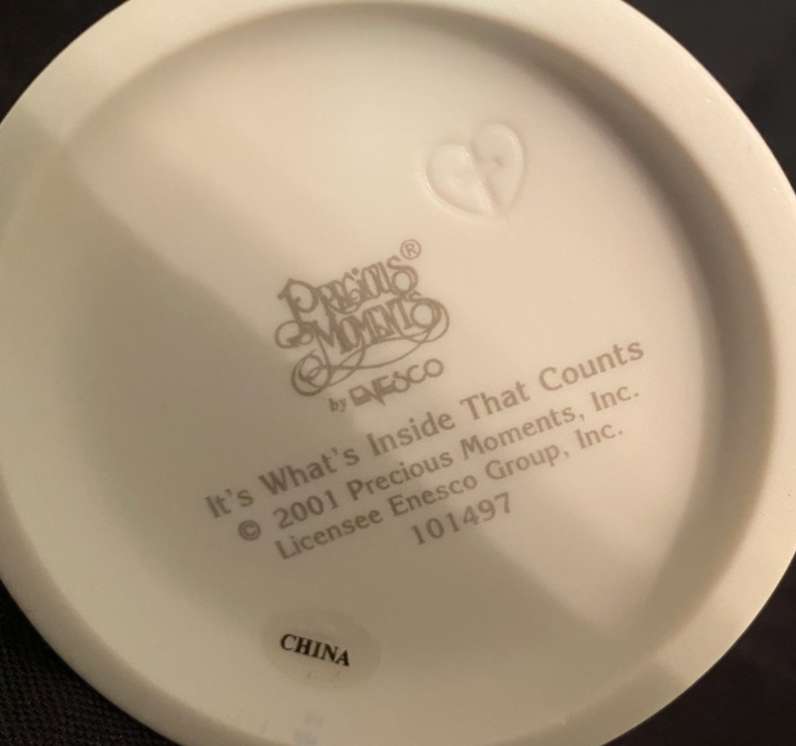 PRECIOUS®
MOMENTS
by ENESCO
It's What's Inside That Counts
© 2001 Precious Moments, Inc.
Licensee Enesco Group, Inc.
101497
CHINA